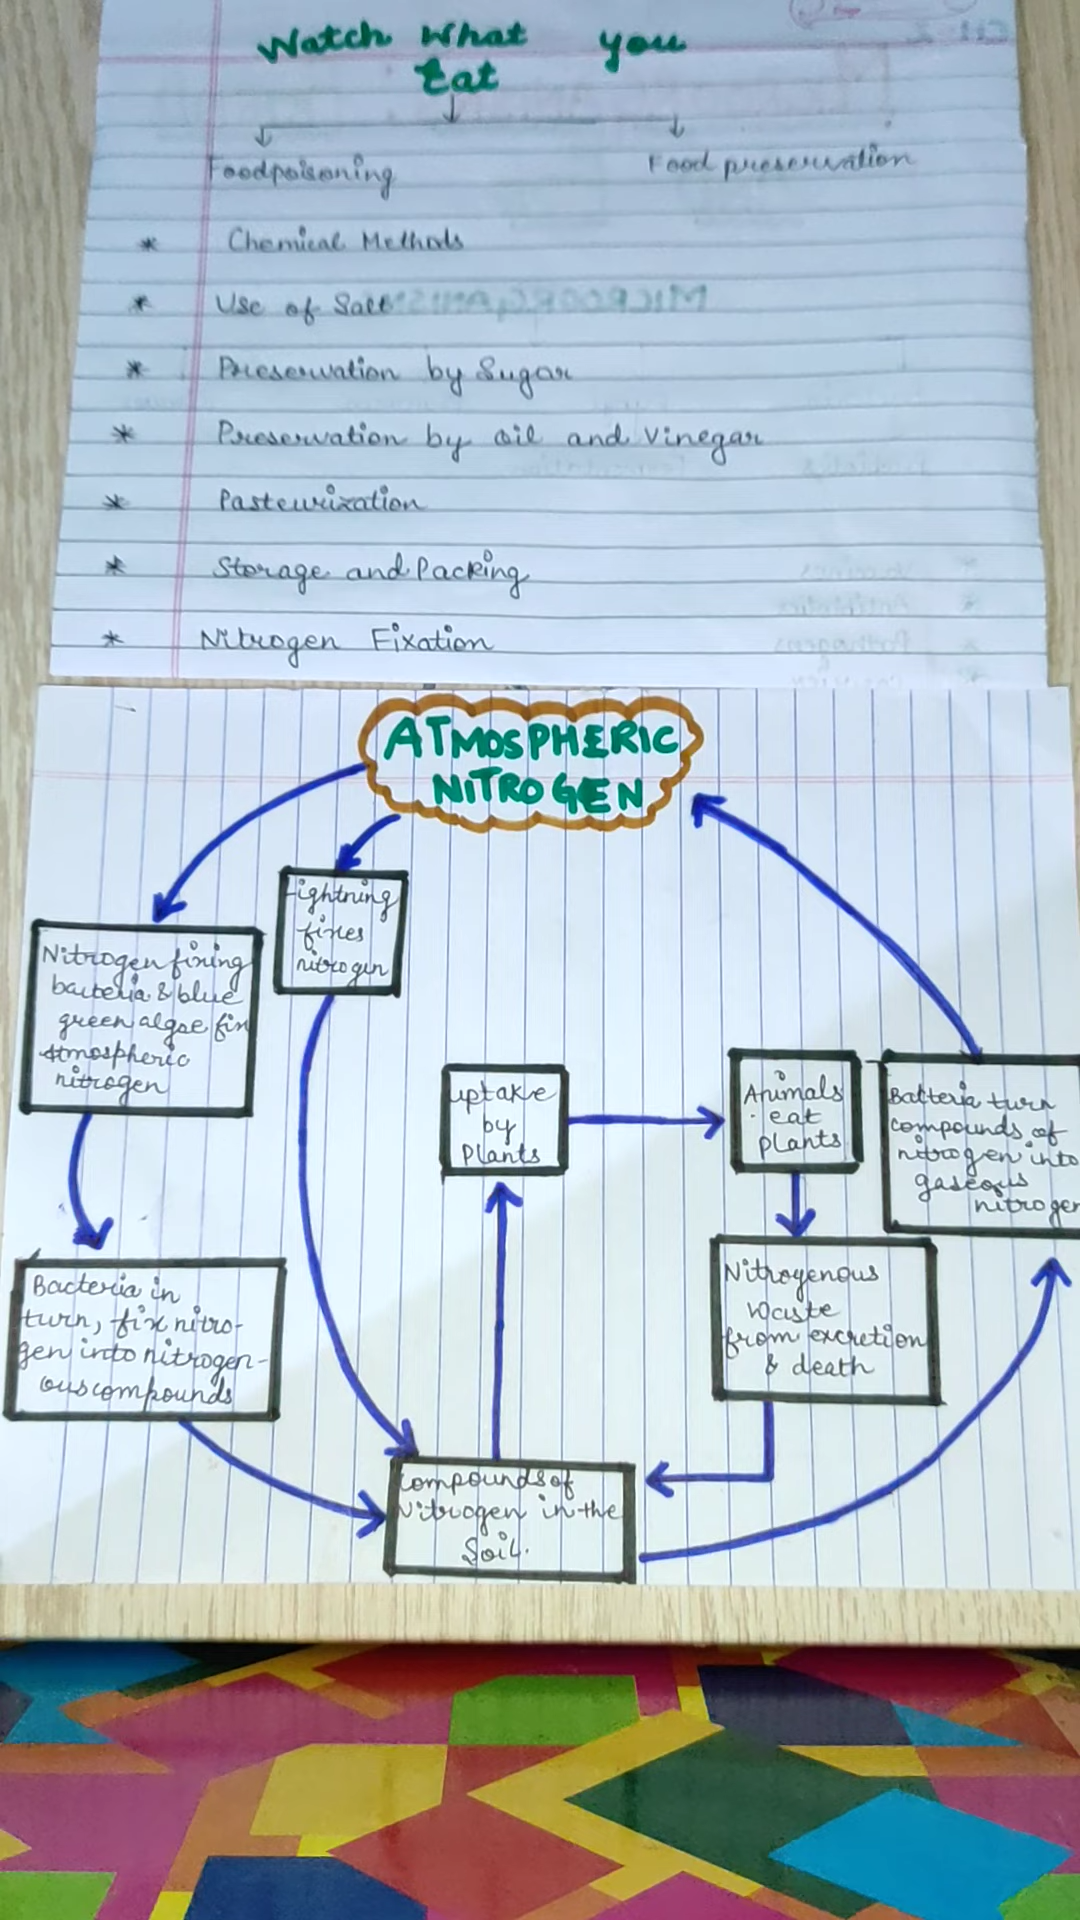 Watch What you
Eat
Foodpoisoning
Food preservation
* Chemical Methods
* Use of Salt
* Preservation by Sugar
* Preservation by oil and Vinegar
* Pasteurization
* Storage and Packing
* Nitrogen Fixation
ATMOSPHERIC
NITROGEN
Lightning
fixes
nitrogen
Nitrogen fixing
bacteria & blue
green algae fix
atmospheric
nitrogen
uptake
by
Plants
Animals
eat
plants
Bacteria turn
compounds of
nitrogen into
gaseous
nitrogen
Bacteria in
turn, fix nitro-
gen into nitrogen-
ous compounds
Nitrogenous
waste
from excretion
& death
Compounds of
Nitrogen in the
Soil.